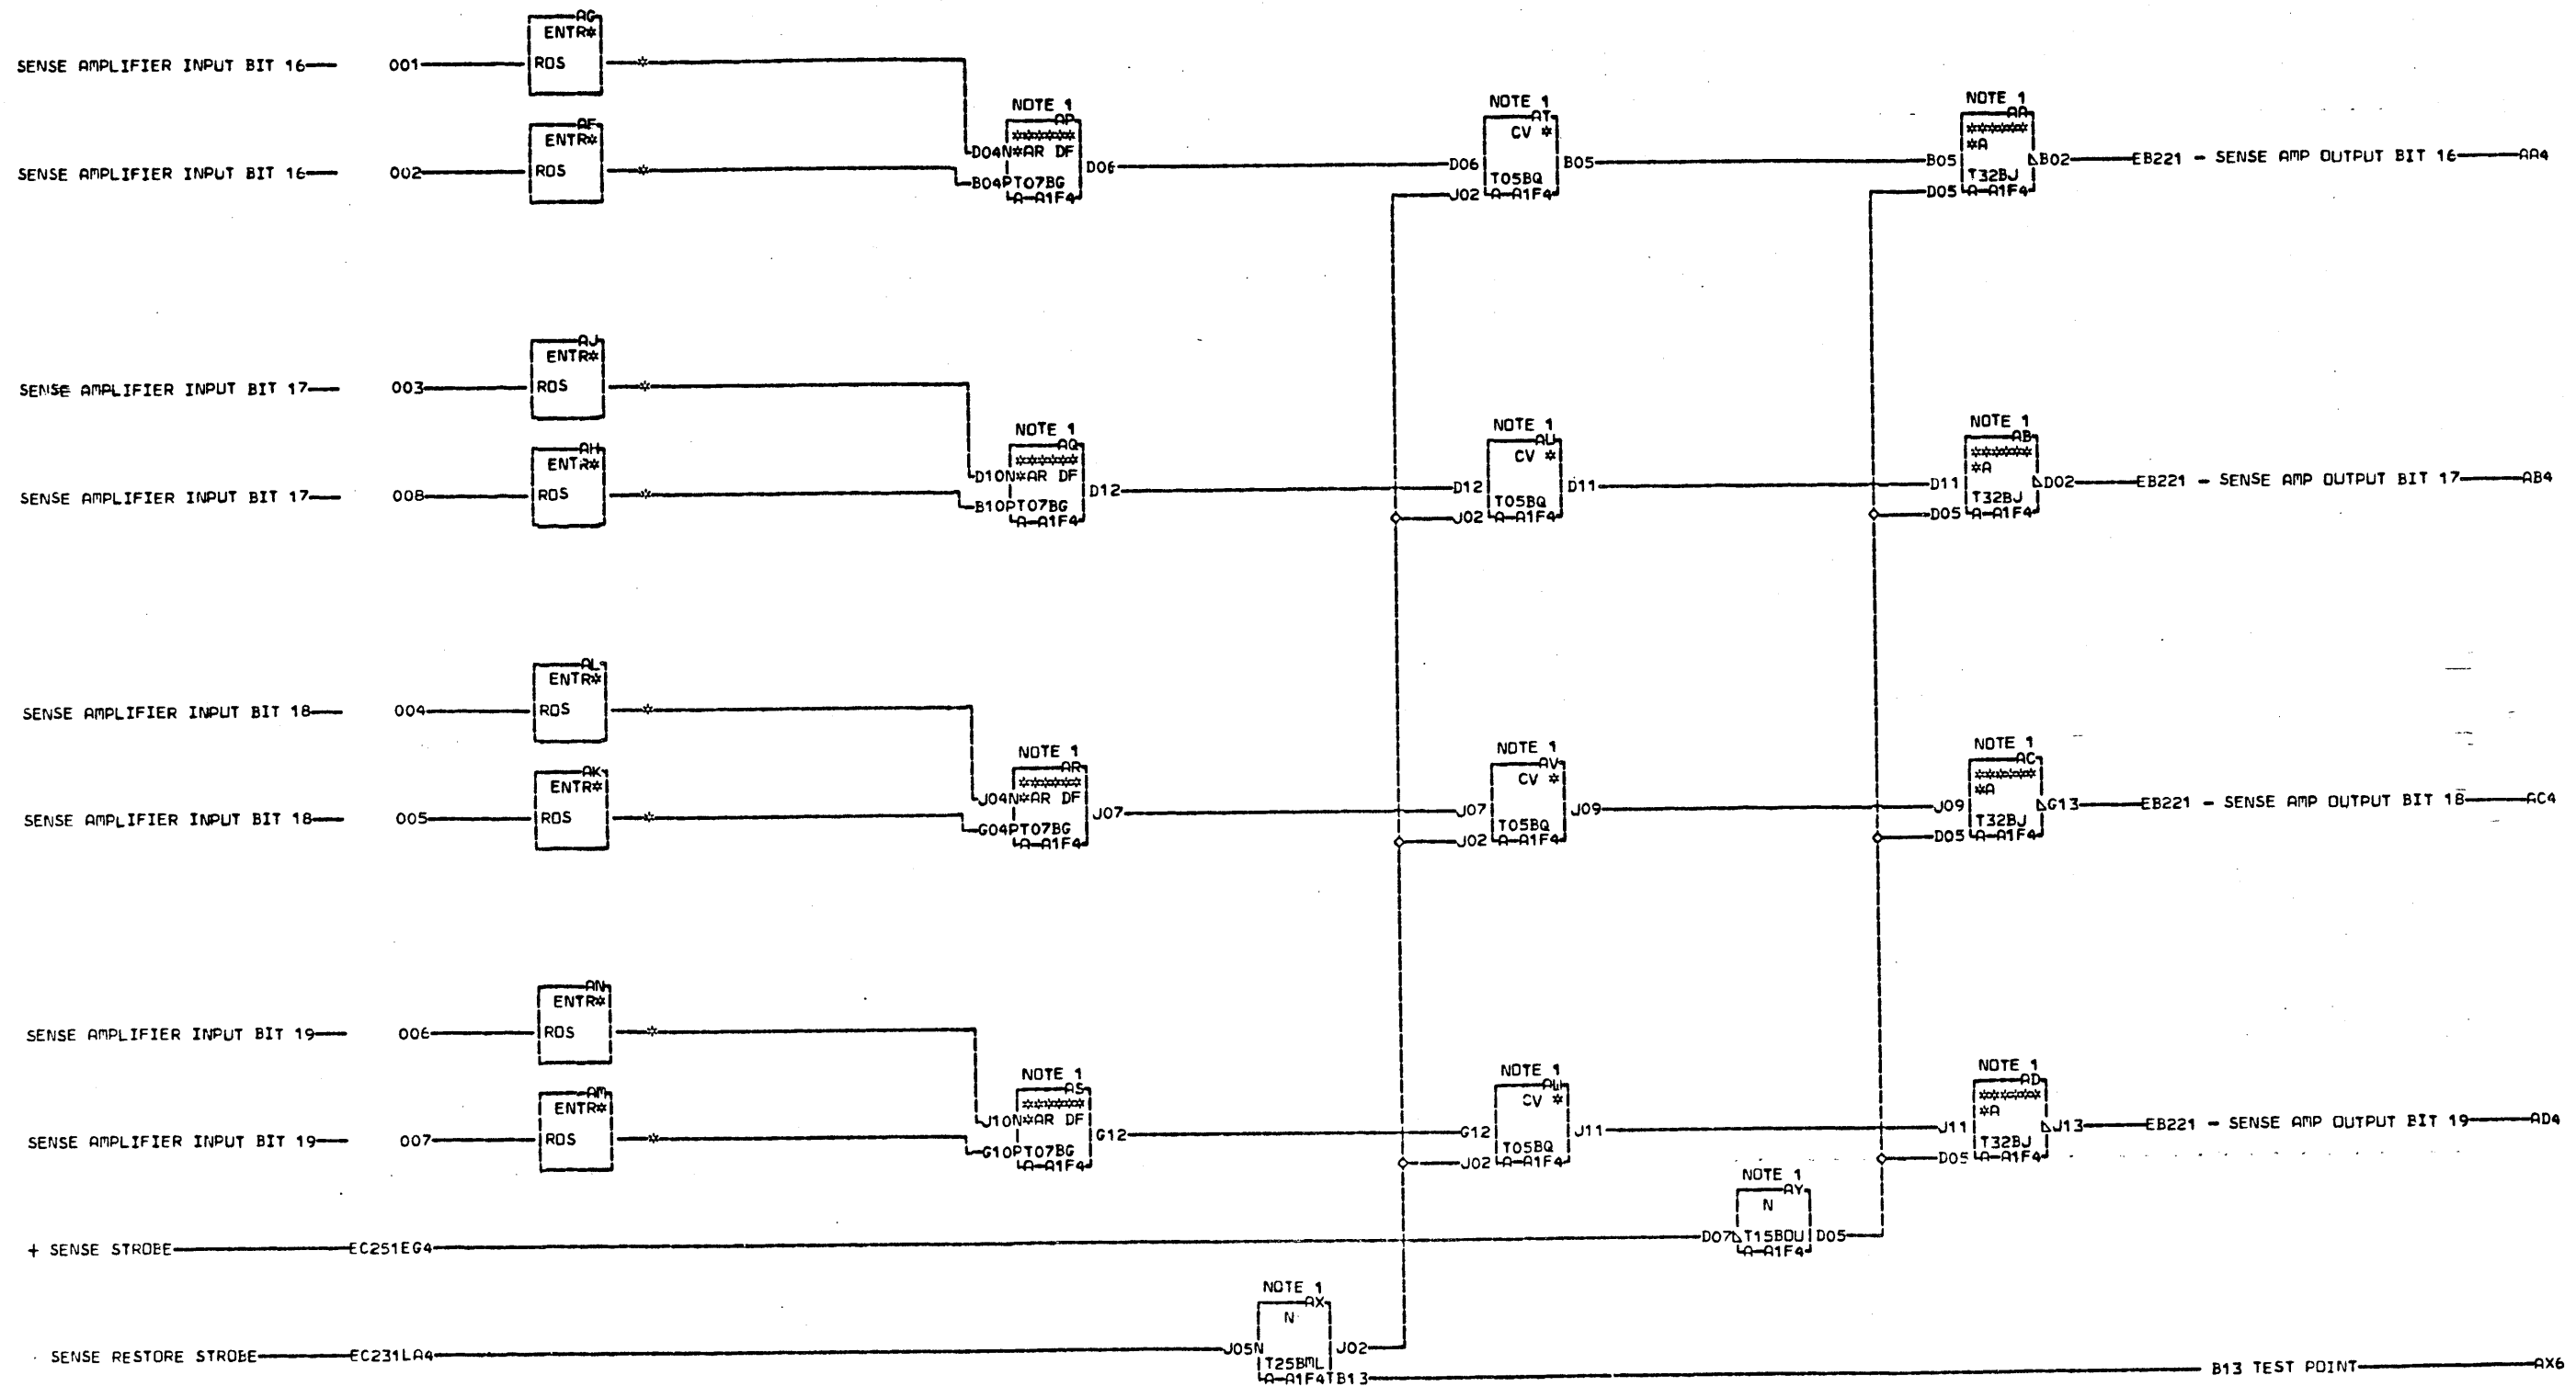 AG
ENTR*
SENSE AMPLIFIER INPUT BIT 16 001 ROS *
AF
ENTR*
SENSE AMPLIFIER INPUT BIT 16 002 ROS *
NOTE 1
AP
******
D04N*AR DF
B04PT07BG D06
A-A1F4
NOTE 1
AT
CV *
D06 B05
T05BQ
J02 A-A1F4
NOTE 1
AA
******
*A
B05 B02 EB221 - SENSE AMP OUTPUT BIT 16 AA4
T32BJ
D05 A-A1F4
AJ
ENTR*
SENSE AMPLIFIER INPUT BIT 17 003 ROS *
AH
ENTR*
SENSE AMPLIFIER INPUT BIT 17 008 ROS *
NOTE 1
AQ
******
D10N*AR DF
D12
B10PT07BG
A-A1F4
NOTE 1
AU
CV *
D12 D11
T05BQ
J02 A-A1F4
NOTE 1
AB
******
*A
D11 D02 EB221 - SENSE AMP OUTPUT BIT 17 AB4
T32BJ
D05 A-A1F4
AL
ENTR*
SENSE AMPLIFIER INPUT BIT 18 004 ROS *
AK
ENTR*
SENSE AMPLIFIER INPUT BIT 18 005 ROS *
NOTE 1
AR
******
J04N*AR DF
J07
G04PT07BG
A-A1F4
NOTE 1
AV
CV *
J07 J09
T05BQ
J02 A-A1F4
NOTE 1
AC
******
*A
J09 G13 EB221 - SENSE AMP OUTPUT BIT 18 AC4
T32BJ
D05 A-A1F4
AN
ENTR*
SENSE AMPLIFIER INPUT BIT 19 006 ROS *
AM
ENTR*
SENSE AMPLIFIER INPUT BIT 19 007 ROS *
NOTE 1
AS
******
J10N*AR DF
G12
G10PT07BG
A-A1F4
NOTE 1
AW
CV *
G12 J11
T05BQ
J02 A-A1F4
NOTE 1
AD
******
*A
J11 J13 EB221 - SENSE AMP OUTPUT BIT 19 AD4
T32BJ
D05 A-A1F4
NOTE 1
AY
N
+ SENSE STROBE EC251EG4 D07 T15BOU D05
A-A1F4
NOTE 1
AX
N
SENSE RESTORE STROBE EC231LA4 J05N J02
T25BML
A-A1F4TB13 B13 TEST POINT AX6